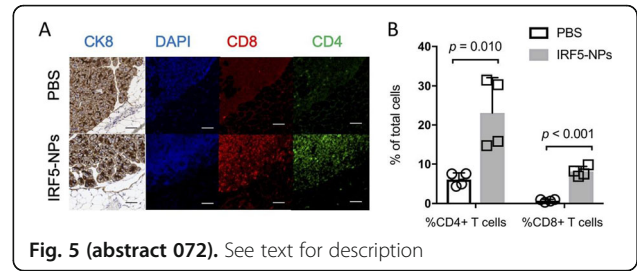 A
CK8 DAPI CD8 CD4
PBS
IRF5-NPs
B
PBS
IRF5-NPs
p = 0.010
p < 0.001
% of total cells
40
30
20
10
0
%CD4+ T cells %CD8+ T cells
Fig. 5 (abstract 072). See text for description